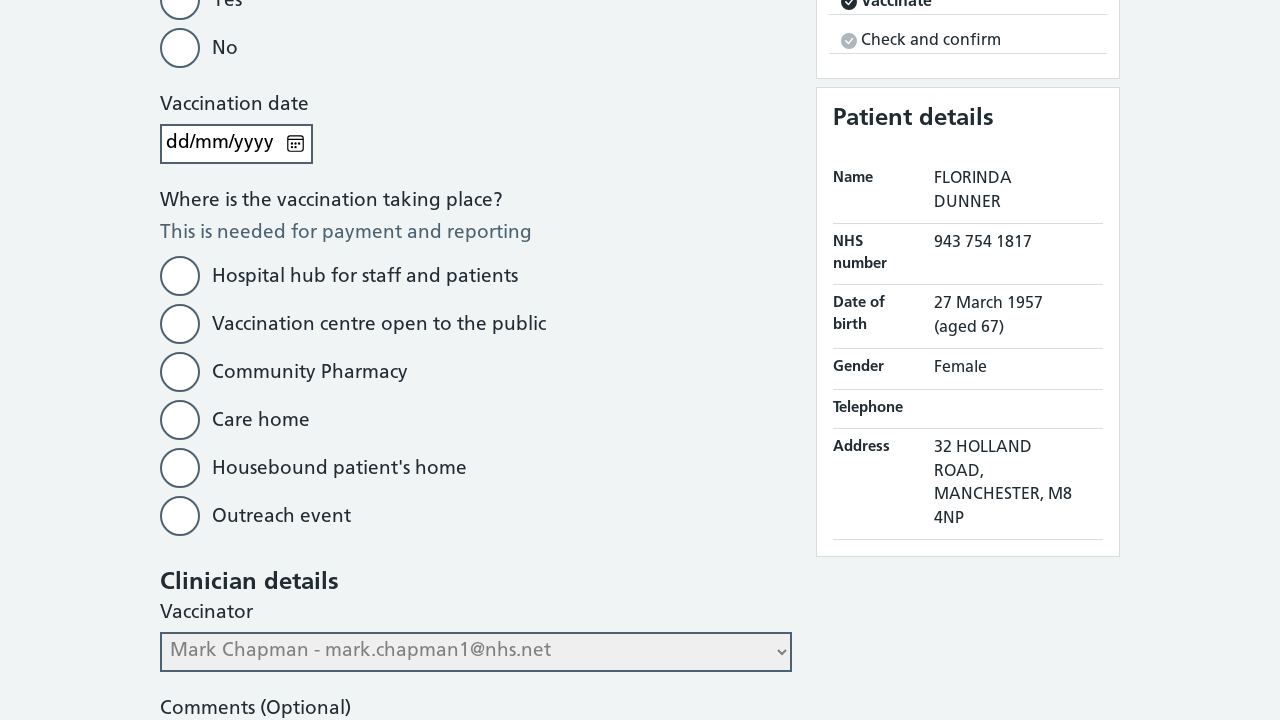 Yes
No
Vaccination date
dd/mm/yyyy
Where is the vaccination taking place?
This is needed for payment and reporting
Hospital hub for staff and patients
Vaccination centre open to the public
Community Pharmacy
Care home
Housebound patient's home
Outreach event
Clinician details
Vaccinator
Mark Chapman - mark.chapman1@nhs.net
Comments (Optional)
Vaccinate
Check and confirm
Patient details
Name FLORINDA
DUNNER
NHS 943 754 1817
number
Date of 27 March 1957
birth (aged 67)
Gender Female
Telephone
Address 32 HOLLAND
ROAD,
MANCHESTER, M8
4NP